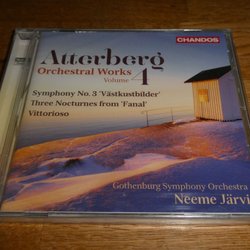 CHANDOS
Atterberg
Orchestral Works
Volume 4
Symphony No. 3 'Västkustbilder'
Three Nocturnes from 'Fanal'
Vittorioso
Gothenburg Symphony Orchestra
Neeme Järvi